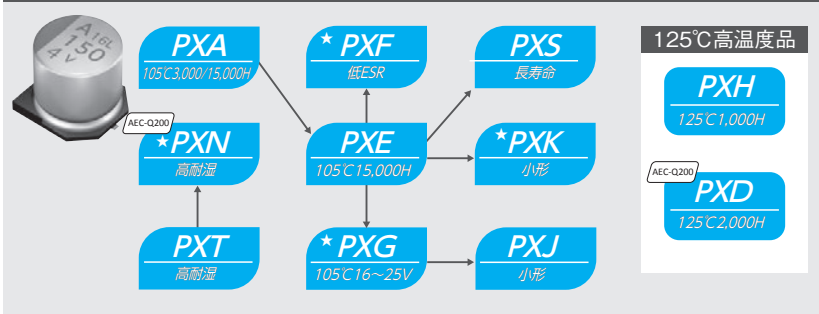 A16L
150
4V
PXA
105℃3,000/15,000H
★PXF
低ESR
PXS
長寿命
125℃高温度品
PXH
125℃1,000H
AEC-Q200
★PXN
高耐湿
PXE
105℃15,000H
★PXK
小形
AEC-Q200
PXD
125℃2,000H
PXT
高耐湿
★PXG
105℃16～25V
PXJ
小形